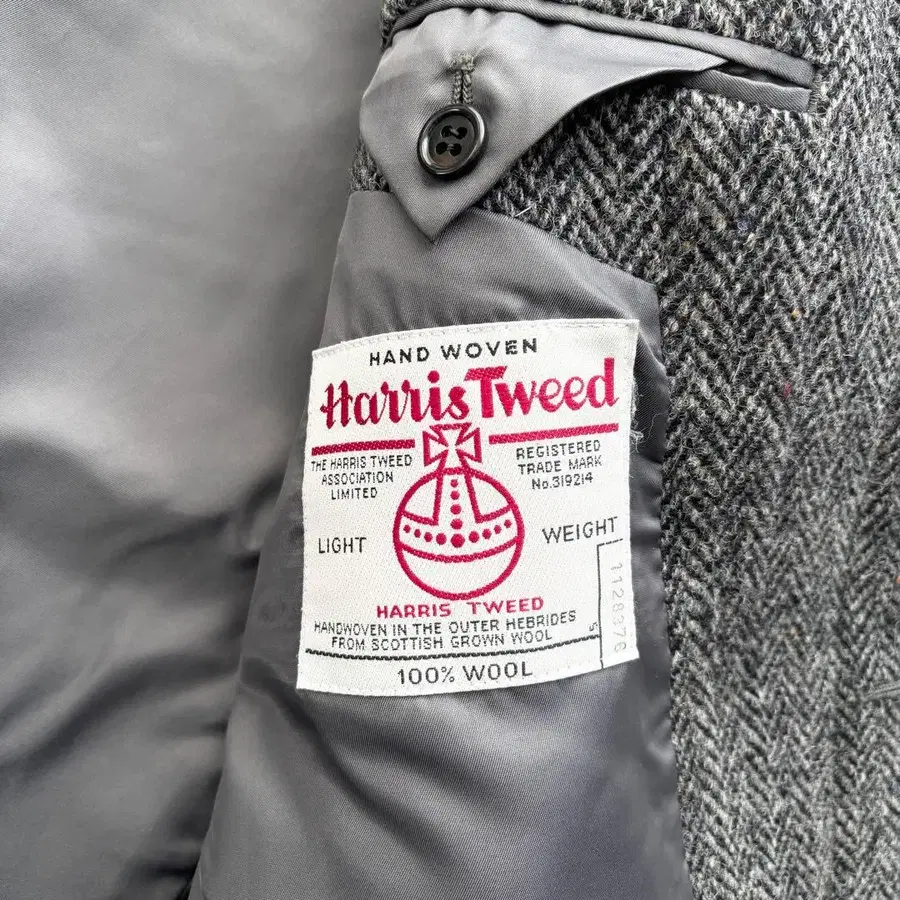 HAND WOVEN
Harris Tweed
THE HARRIS TWEED
ASSOCIATION
LIMITED
REGISTERED
TRADE MARK
No.319214
LIGHT
WEIGHT
HARRIS TWEED
HANDWOVEN IN THE OUTER HEBRIDES
FROM SCOTTISH GROWN WOOL
5
1128376
100% WOOL